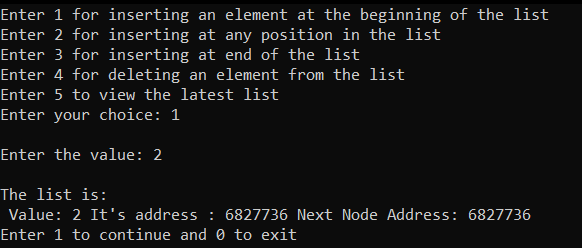 Enter 1 for inserting an element at the beginning of the list
Enter 2 for inserting at any position in the list
Enter 3 for inserting at end of the list
Enter 4 for deleting an element from the list
Enter 5 to view the latest list
Enter your choice: 1
Enter the value: 2
The list is:
Value: 2 It's address : 6827736 Next Node Address: 6827736
Enter 1 to continue and 0 to exit